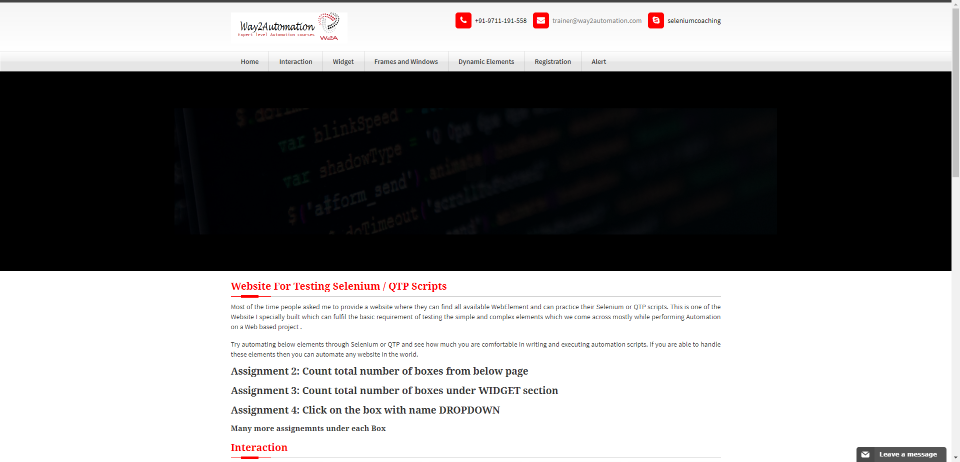 Way2Automation
Expert level Automation courses
W2A
+91-9711-191-558
trainer@way2automation.com
seleniumcoaching
Home
Interaction
Widget
Frames and Windows
Dynamic Elements
Registration
Alert
$.do
var blinkSpeed =
var shadowType = '0 0px 4px
$('a#form_send').animate
.doTimeout('scroll
Website For Testing Selenium / QTP Scripts
Most of the time people asked me to provide a website where they can find all available WebElement and can practice their Selenium or QTP scripts. This is one of the
Website I specially built which can fulfil the basic requirement of testing the simple and complex elements which we come across mostly while performing Automation
on a Web based project .
Try automating below elements through Selenium or QTP and see how much you are comfortable in writing and executing automation scripts. If you are able to handle
these elements then you can automate any website in the world.
Assignment 2: Count total number of boxes from below page
Assignment 3: Count total number of boxes under WIDGET section
Assignment 4: Click on the box with name DROPDOWN
Many more assignemnts under each Box
Interaction
Leave a message